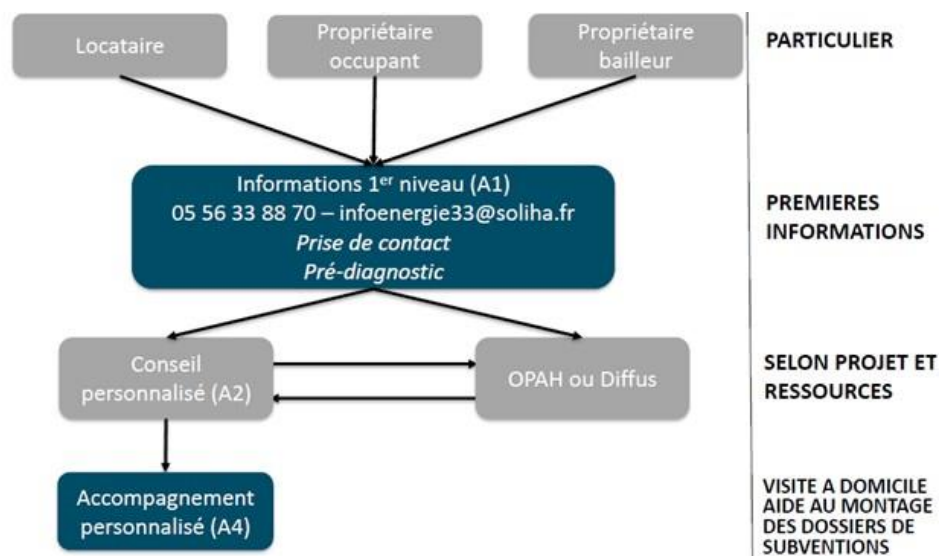 Locataire
Propriétaire
occupant
Propriétaire
bailleur
PARTICULIER
Informations 1er niveau (A1)
05 56 33 88 70 – infoenergie33@soliha.fr
Prise de contact
Pré-diagnostic
PREMIERES
INFORMATIONS
Conseil
personnalisé (A2)
OPAH ou Diffus
SELON PROJET ET
RESSOURCES
Accompagnement
personnalisé (A4)
VISITE A DOMICILE
AIDE AU MONTAGE
DES DOSSIERS DE
SUBVENTIONS